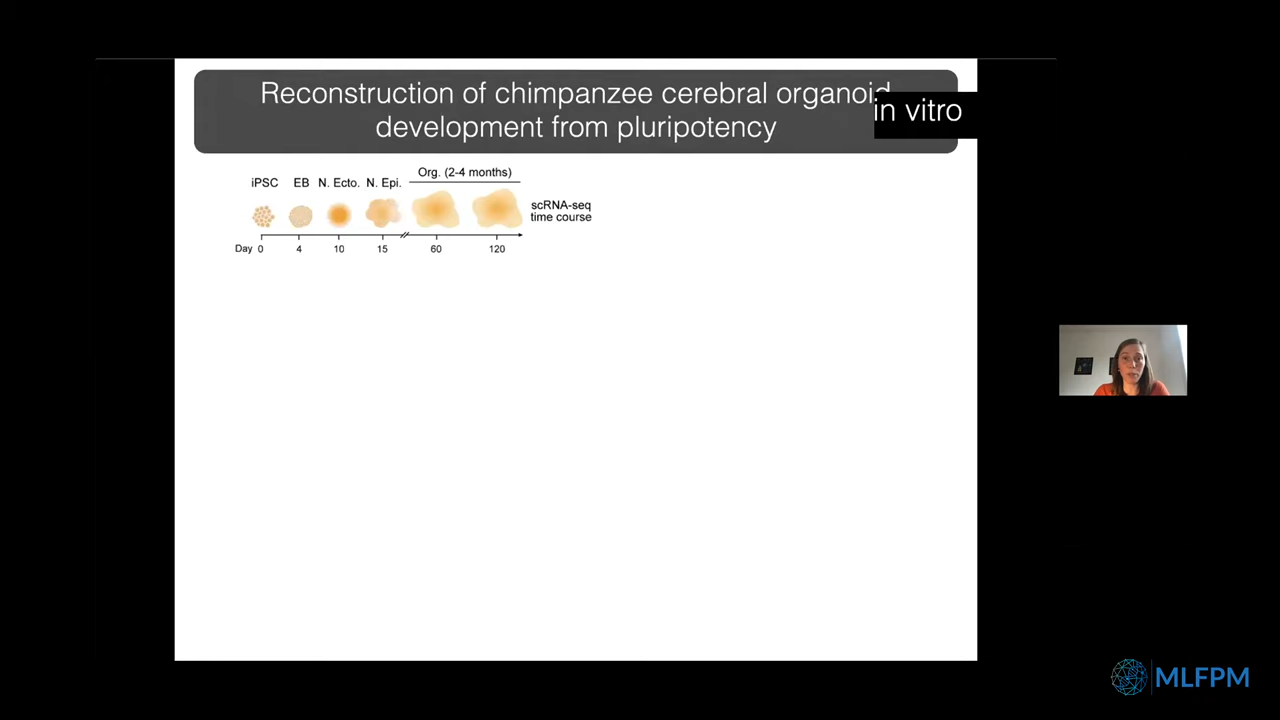 Reconstruction of chimpanzee cerebral organoid
in vitro
development from pluripotency
Org. (2-4 months)
iPSC EB N. Ecto. N. Epi.
scRNA-seq
time course
Day 0 4 10 15 60 120
MLFPM